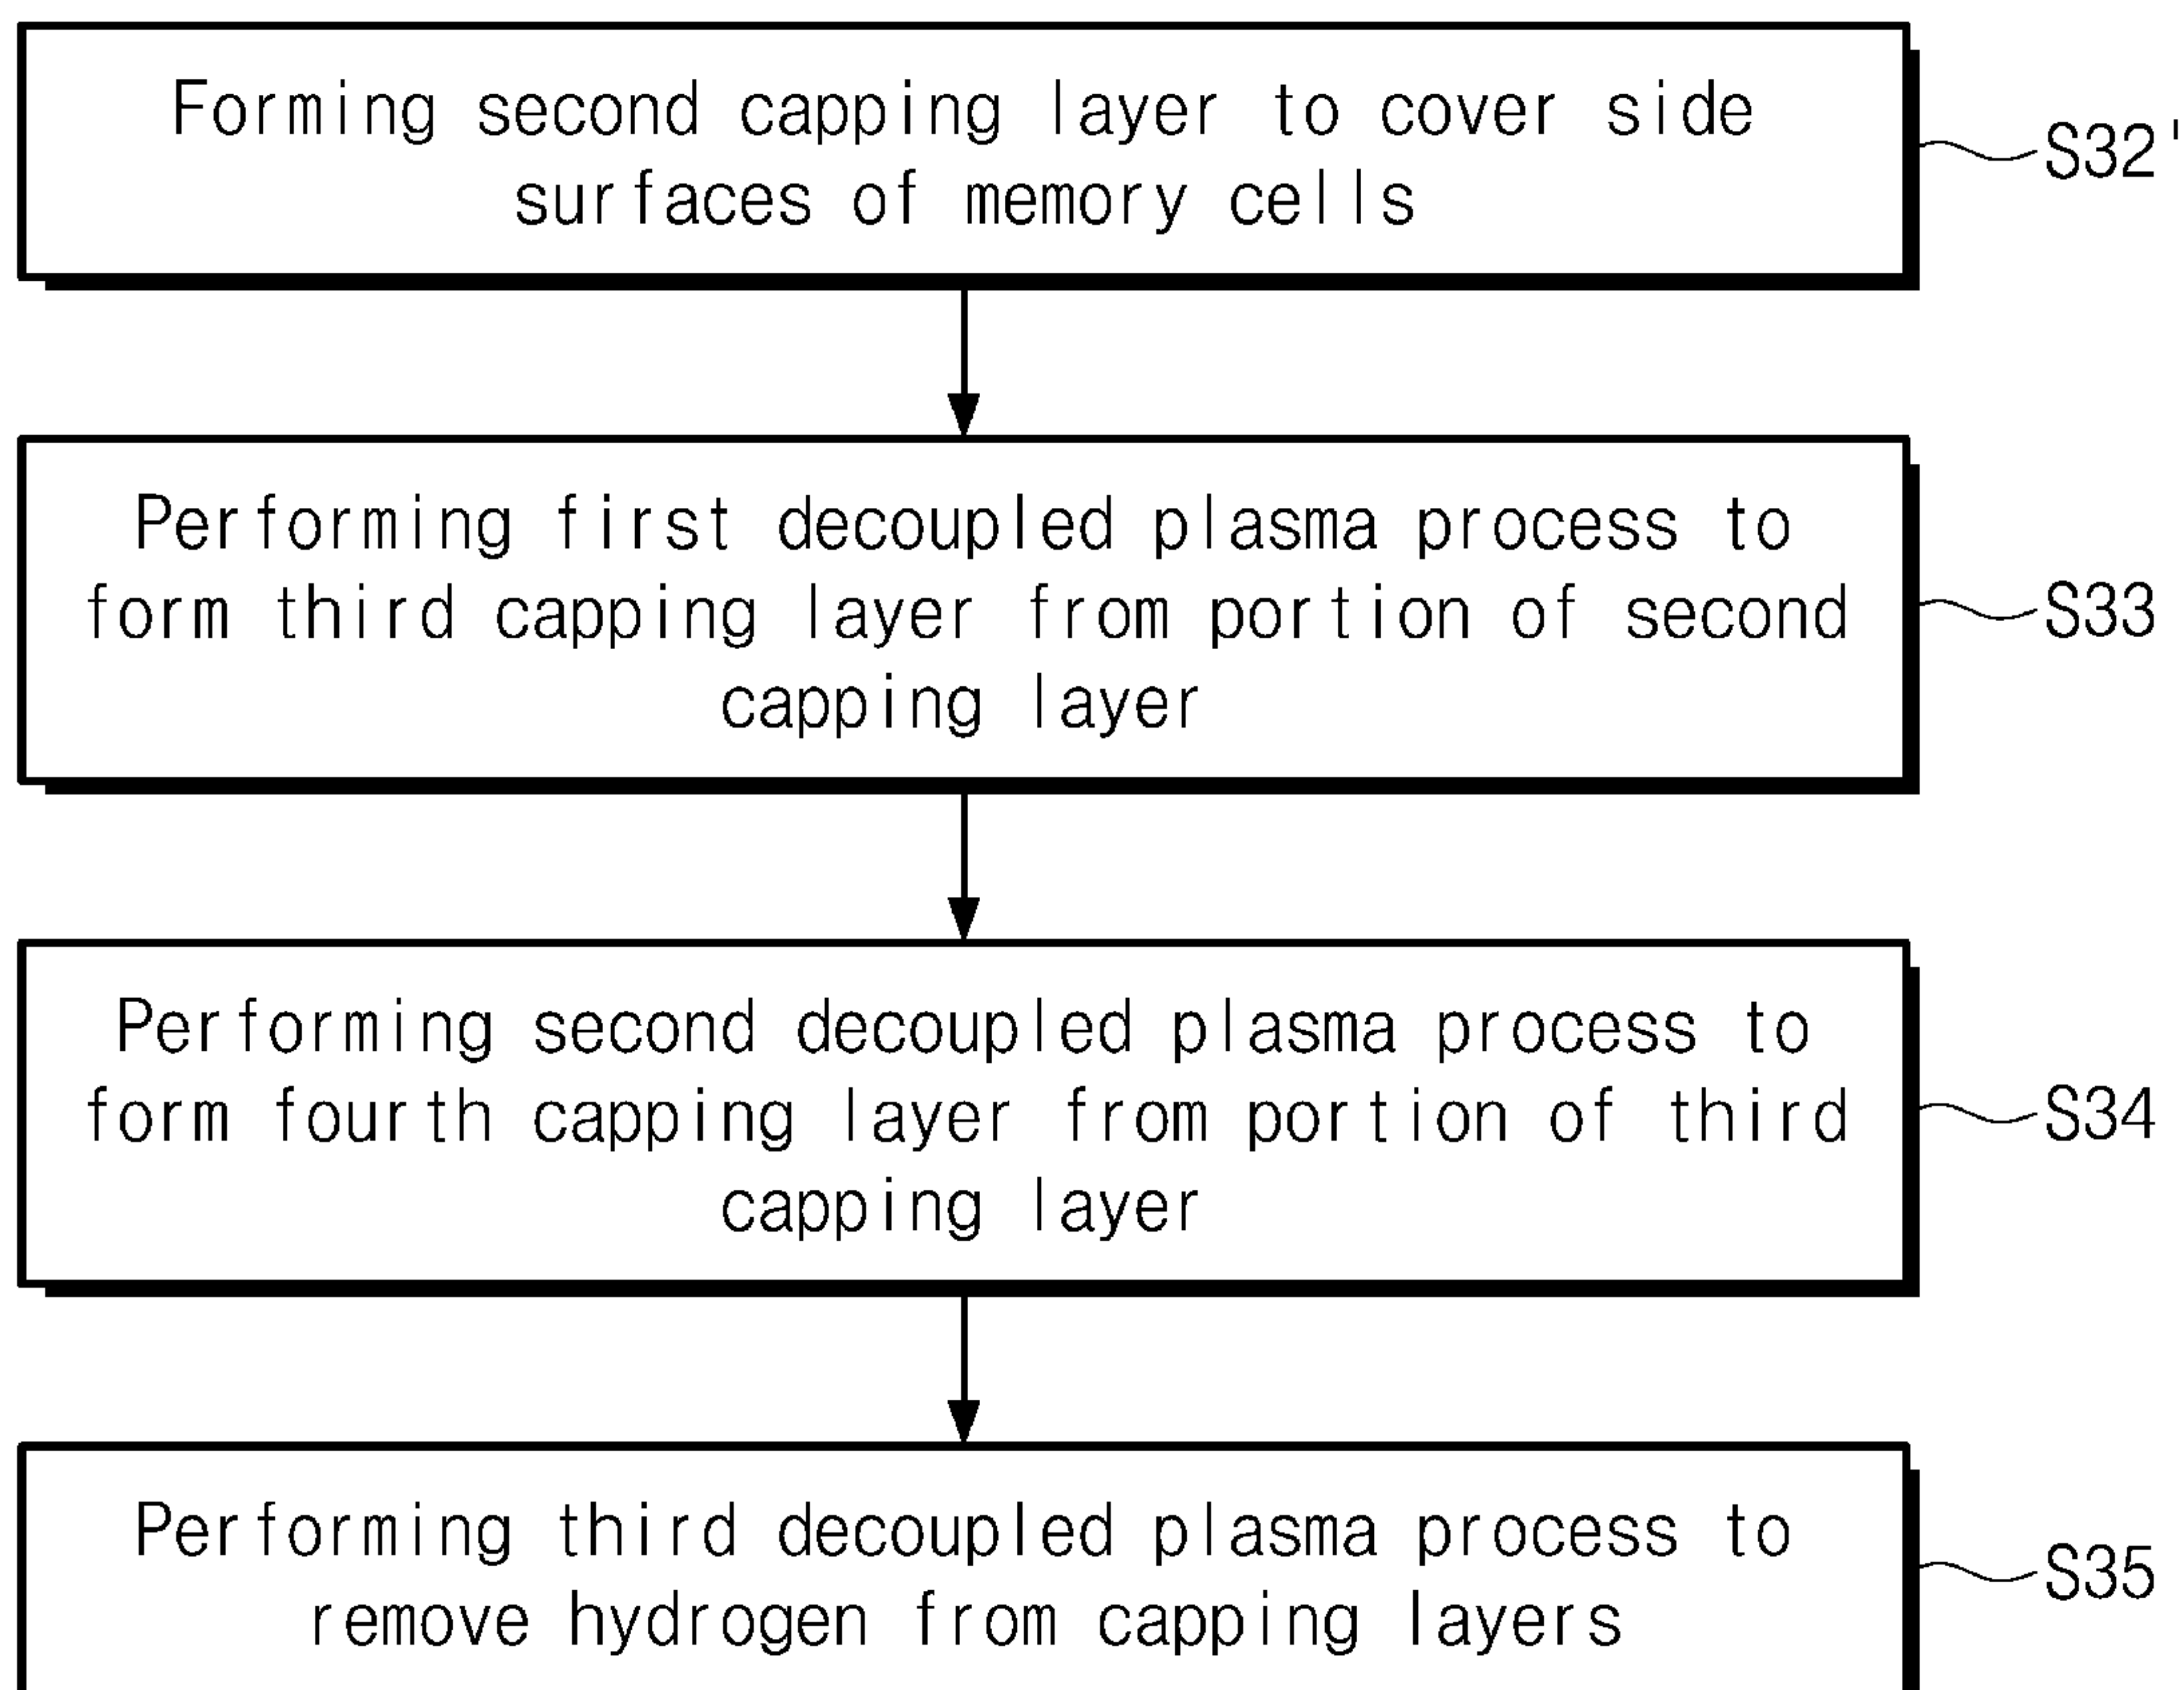 Forming second capping layer to cover side
surfaces of memory cells
S32'
Performing first decoupled plasma process to
form third capping layer from portion of second
capping layer
S33
Performing second decoupled plasma process to
form fourth capping layer from portion of third
capping layer
S34
Performing third decoupled plasma process to
remove hydrogen from capping layers
S35